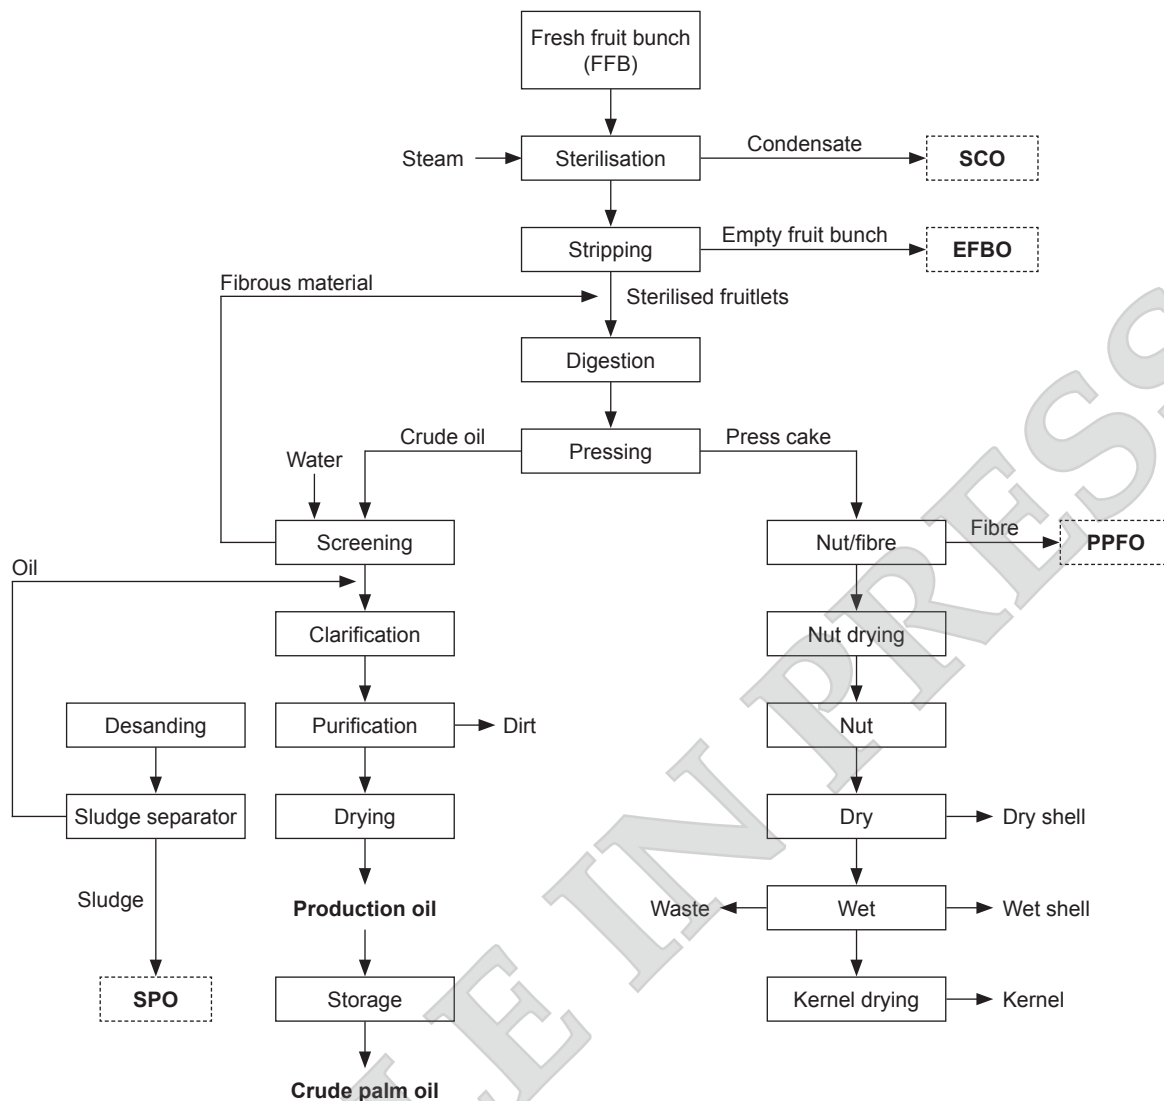 Fresh fruit bunch
(FFB)
Steam
Sterilisation
Condensate
SCO
Stripping
Empty fruit bunch
EFBO
Fibrous material
Sterilised fruitlets
Digestion
Crude oil
Pressing
Press cake
Water
Screening
Nut/fibre
Fibre
PPFO
Oil
Clarification
Nut drying
Desanding
Purification
Dirt
Nut
Sludge separator
Drying
Dry
Dry shell
Sludge
Production oil
Waste
Wet
Wet shell
SPO
Storage
Kernel drying
Kernel
Crude palm oil
LE IN PRESS